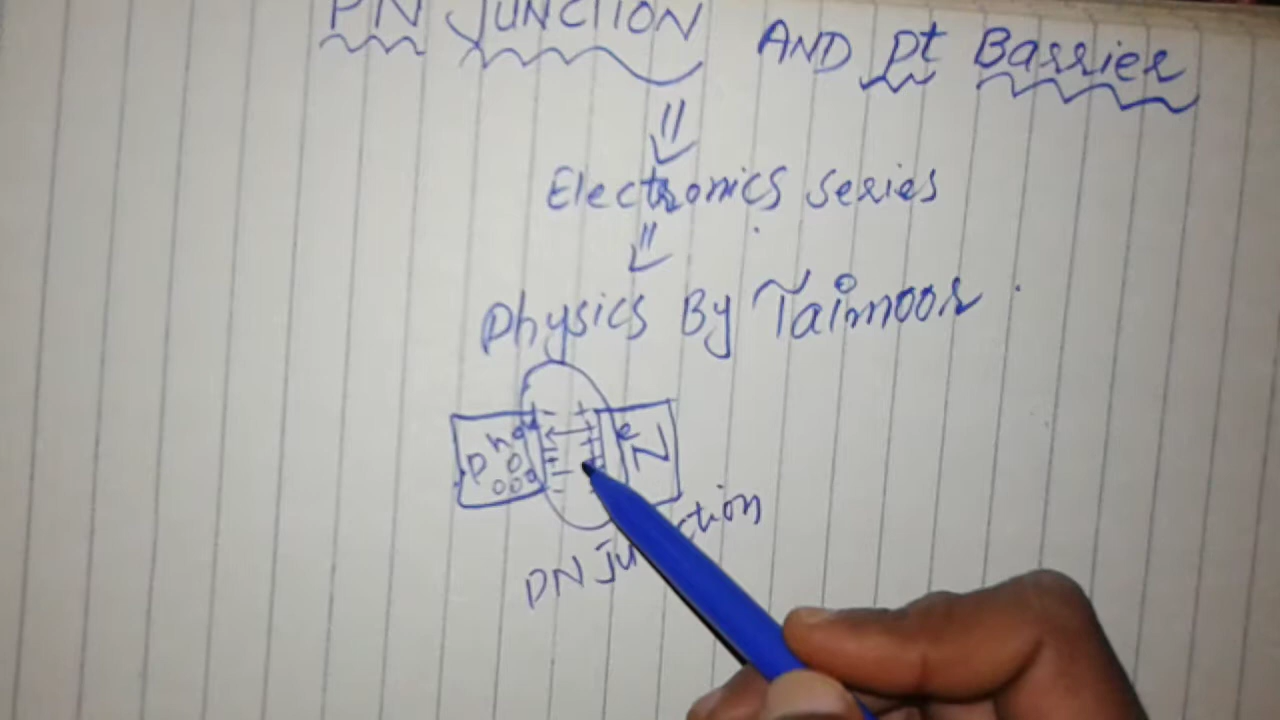 PN JUNCTION AND Pt Barrier
Electronics series
Physics By Taimoor
P h e N
PN Junction